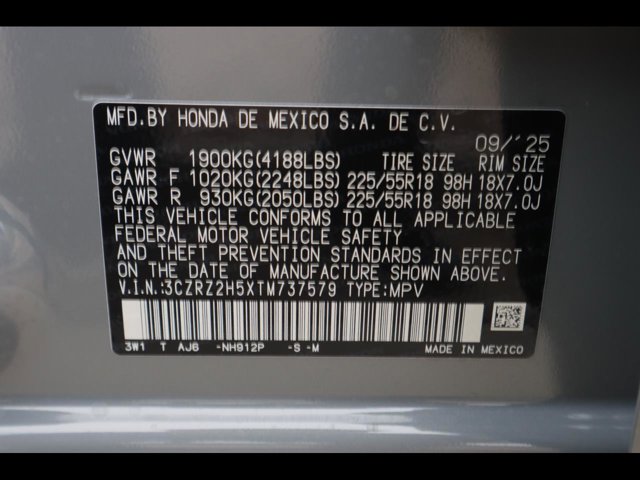 MFD.BY HONDA DE MEXICO S.A. DE C.V.
09/'25
GVWR 1900KG(4188LBS) TIRE SIZE RIM SIZE
GAWR F 1020KG(2248LBS) 225/55R18 98H 18X7.0J
GAWR R 930KG(2050LBS) 225/55R18 98H 18X7.0J
THIS VEHICLE CONFORMS TO ALL APPLICABLE
FEDERAL MOTOR VEHICLE SAFETY
AND THEFT PREVENTION STANDARDS IN EFFECT
ON THE DATE OF MANUFACTURE SHOWN ABOVE.
V.I.N.:3CZRZ2H5XTM737579 TYPE:MPV
3W1 T AJ6 -NH912P -S -M MADE IN MEXICO